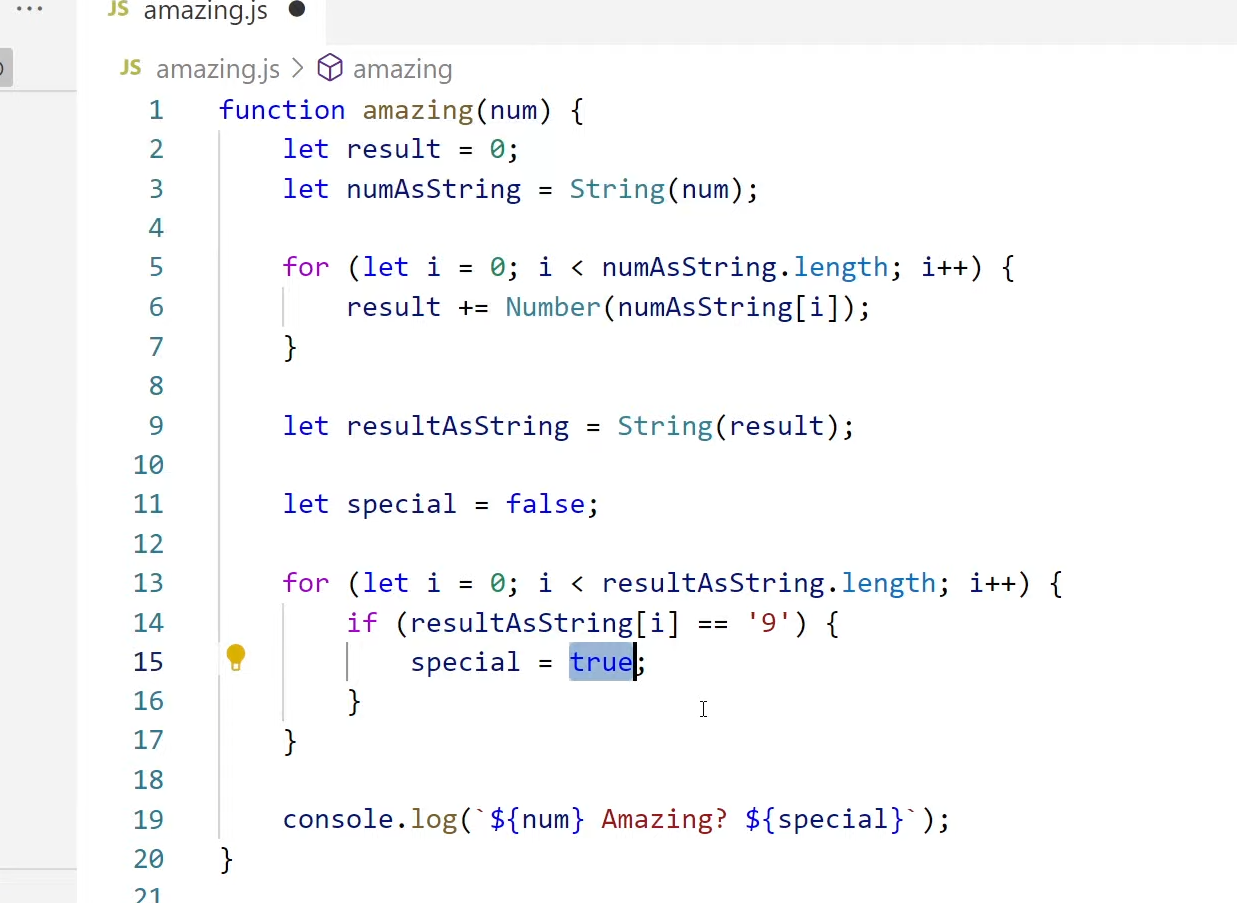 ...
JS amazing.js ●
JS amazing.js > amazing
1 function amazing(num) {
2     let result = 0;
3     let numAsString = String(num);
4
5     for (let i = 0; i < numAsString.length; i++) {
6         result += Number(numAsString[i]);
7     }
8
9     let resultAsString = String(result);
10
11     let special = false;
12
13     for (let i = 0; i < resultAsString.length; i++) {
14         if (resultAsString[i] == '9') {
15             special = true;
16         }
17     }
18
19     console.log(`${num} Amazing? ${special}`);
20 }
21